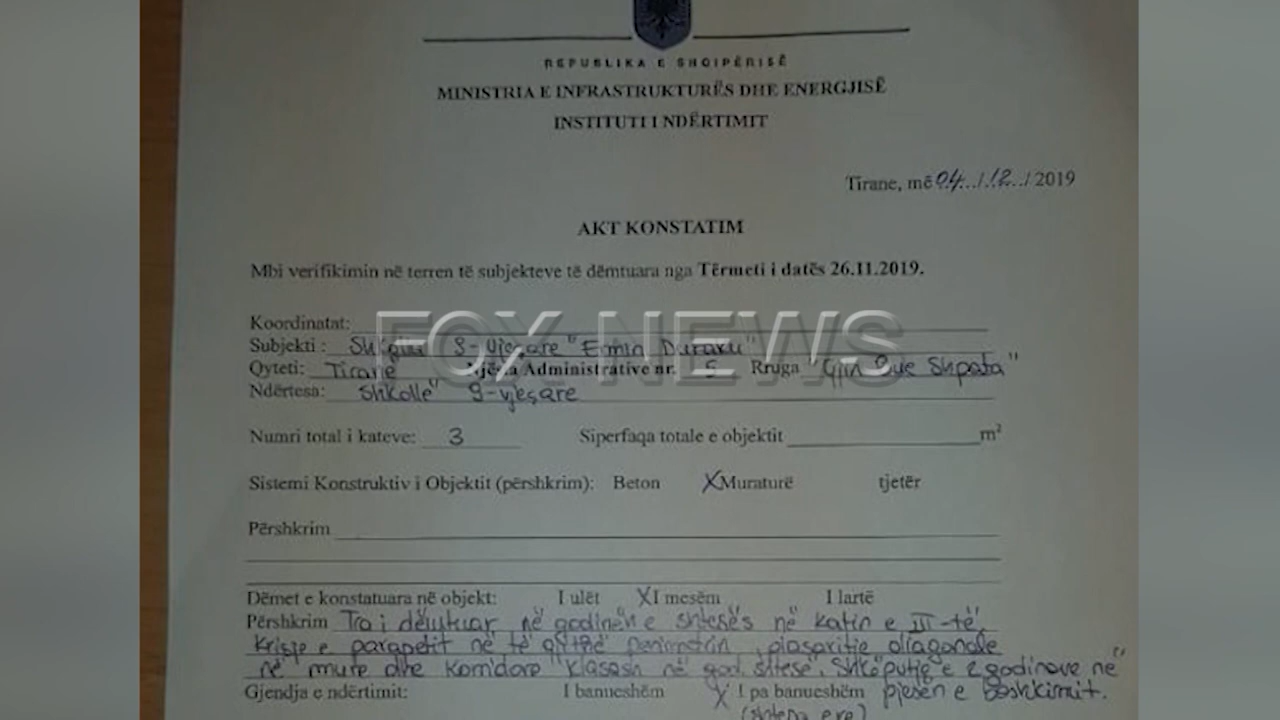 REPUBLIKA E SHQIPËRISË
MINISTRIA E INFRASTRUKTURËS DHE ENERGJISË
INSTITUTI I NDËRTIMIT
Tirane, më 04../.12../ 2019
AKT KONSTATIM
Mbi verifikimin në terren të subjekteve të dëmtuara nga Tërmeti i datës 26.11.2019.
FOX NEWS
Koordinatat:
Subjekti : Shkolla 9-vjeçare "Emin Duraku"
Qyteti: Tiranë Njësia Administrative nr. 5 Rruga "Gjin Bue Shpata"
Ndërtesa: Shkollë" 9-vjeçare
Numri total i kateve: 3 Siperfaqa totale e objektit m²
Sistemi Konstruktiv i Objektit (përshkrim): Beton X Muraturë tjetër
Përshkrim
Dëmet e konstatuara në objekt: I ulët X I mesëm I lartë
Përshkrim Tra i dëmtuar në godinën e shtesës në katin e III-të,
Krisje e parapetit në të gjithë perimetrin, plasaritje diagonale
në mure dhe korridore klasash në god. shtesë. Shkëputje e 2 godinave në
Gjendja e ndërtimit: I banueshëm X I pa banueshëm pjesën e bashkimit.